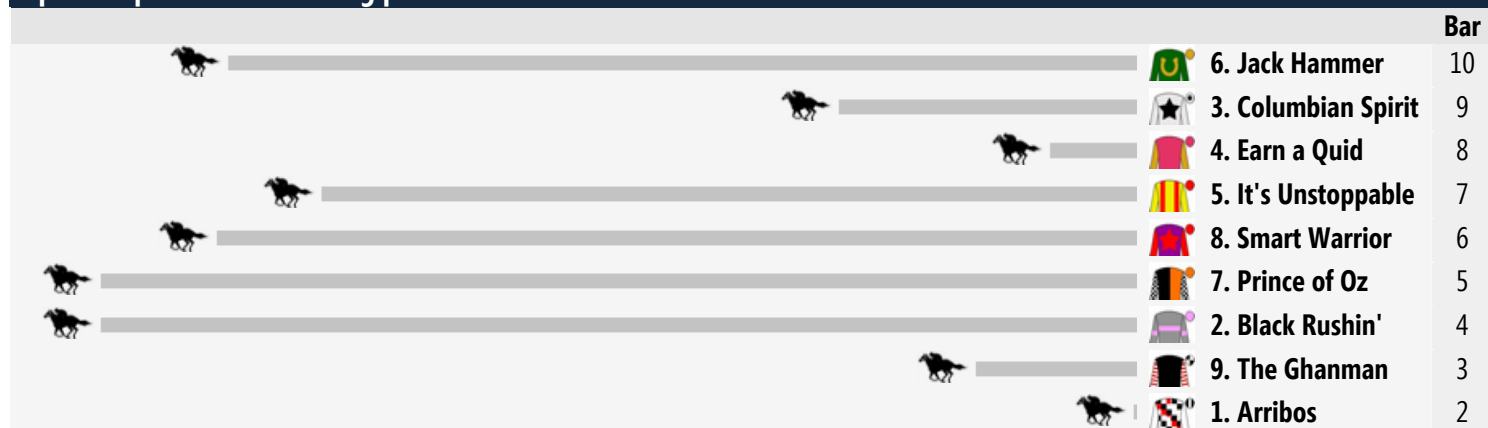 Bar
6. Jack Hammer 10
3. Columbian Spirit 9
4. Earn a Quid 8
5. It's Unstoppable 7
8. Smart Warrior 6
7. Prince of Oz 5
2. Black Rushin' 4
9. The Ghanman 3
1. Arribos 2